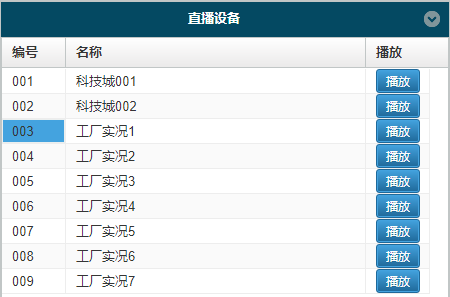 直播设备
编号 名称 播放
001 科技城001 播放
002 科技城002 播放
003 工厂实况1 播放
004 工厂实况2 播放
005 工厂实况3 播放
006 工厂实况4 播放
007 工厂实况5 播放
008 工厂实况6 播放
009 工厂实况7 播放